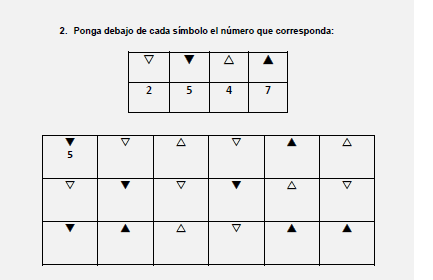 2. Ponga debajo de cada símbolo el número que corresponda:
▽ ▼ △ ▲
2 5 4 7
▼ ▽ △ ▽ ▲ △
5
▽ ▼ ▽ ▼ △ ▽
▼ ▲ △ ▽ ▲ ▲